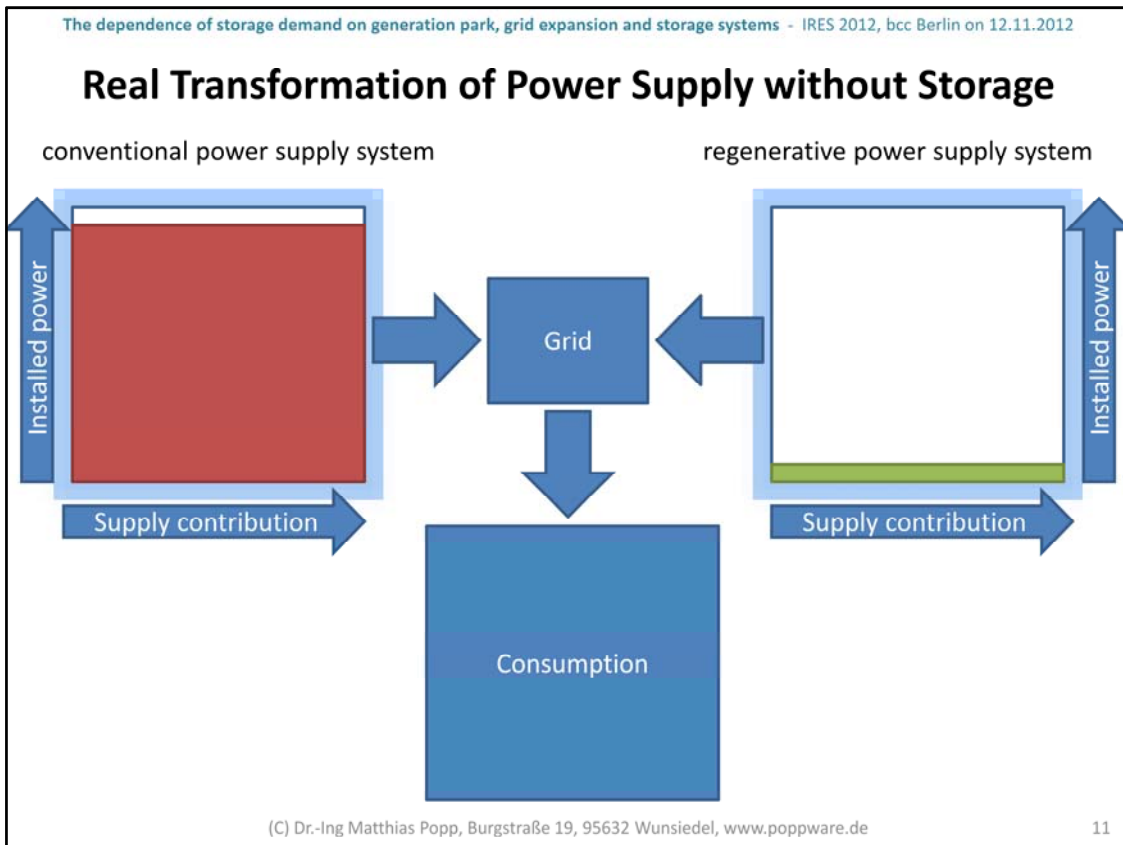 The dependence of storage demand on generation park, grid expansion and storage systems - IRES 2012, bcc Berlin on 12.11.2012
Real Transformation of Power Supply without Storage
conventional power supply system
regenerative power supply system
Installed power
Grid
Installed power
Supply contribution
Supply contribution
Consumption
(C) Dr.-Ing Matthias Popp, Burgstraße 19, 95632 Wunsiedel, www.poppware.de
11